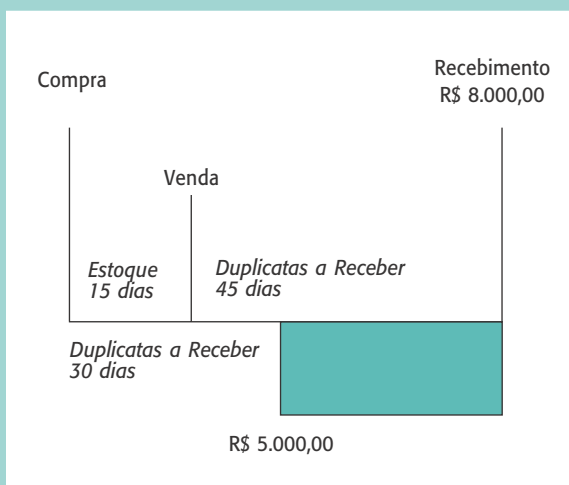 Compra
Recebimento
R$ 8.000,00
Venda
Estoque
15 dias
Duplicatas a Receber
45 dias
Duplicatas a Receber
30 dias
R$ 5.000,00